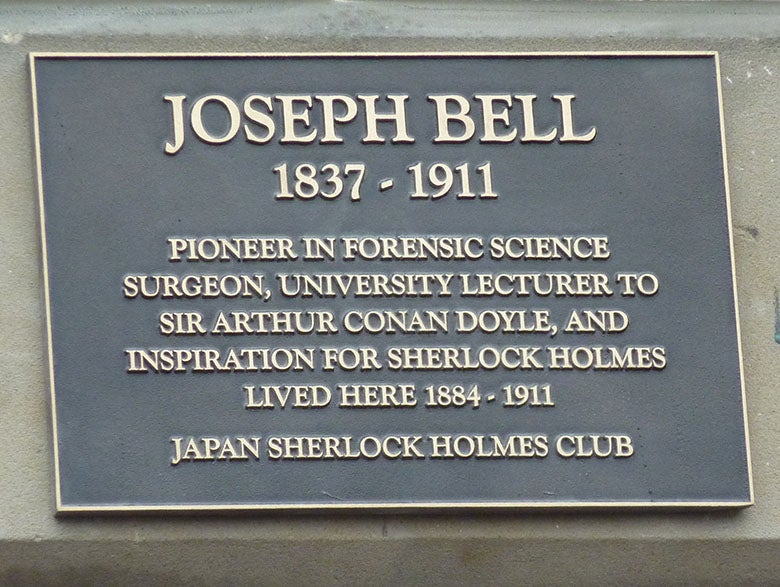 JOSEPH BELL
1837 - 1911
PIONEER IN FORENSIC SCIENCE
SURGEON, UNIVERSITY LECTURER TO
SIR ARTHUR CONAN DOYLE, AND
INSPIRATION FOR SHERLOCK HOLMES
LIVED HERE 1884 - 1911
JAPAN SHERLOCK HOLMES CLUB